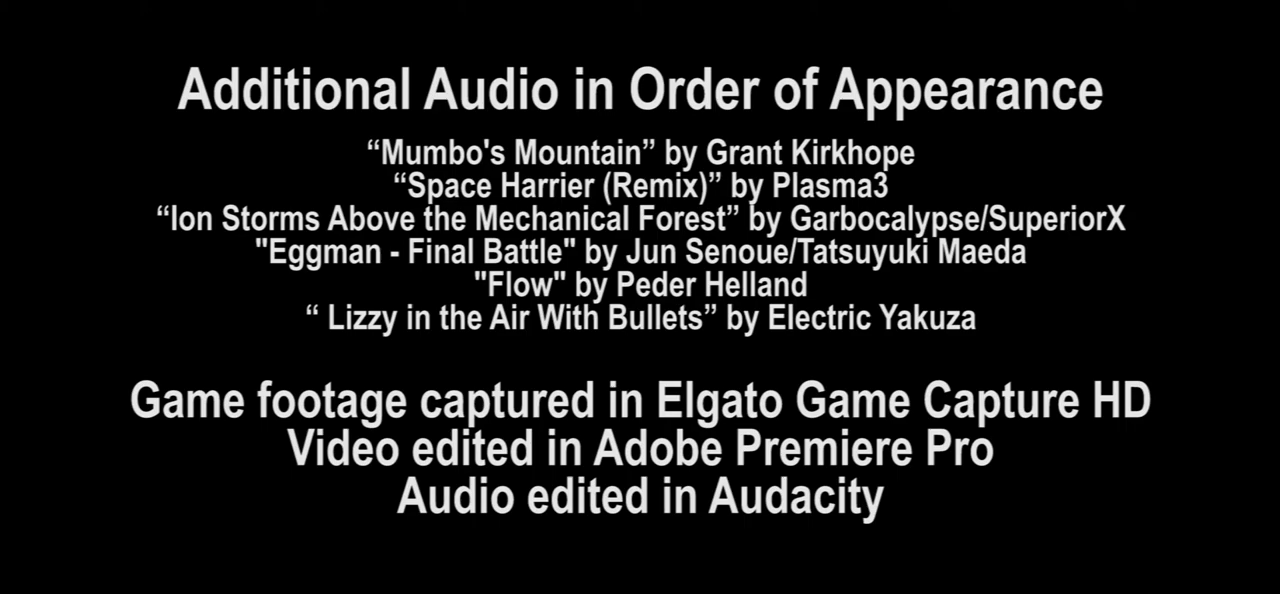 Additional Audio in Order of Appearance
“Mumbo's Mountain” by Grant Kirkhope
“Space Harrier (Remix)” by Plasma3
“Ion Storms Above the Mechanical Forest” by Garbocalypse/SuperiorX
"Eggman - Final Battle" by Jun Senoue/Tatsuyuki Maeda
"Flow" by Peder Helland
“ Lizzy in the Air With Bullets” by Electric Yakuza
Game footage captured in Elgato Game Capture HD
Video edited in Adobe Premiere Pro
Audio edited in Audacity